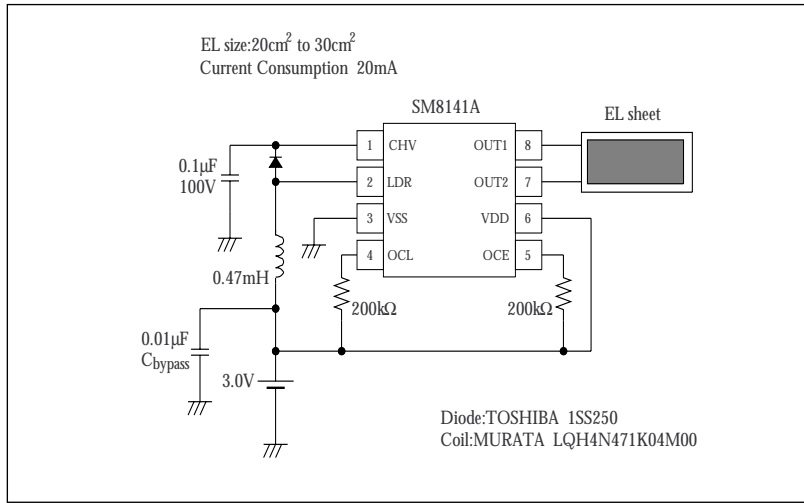 EL size:20cm² to 30cm²
Current Consumption 20mA
SM8141A
EL sheet
1 CHV OUT1 8
0.1μF
100V
2 LDR OUT2 7
3 VSS VDD 6
4 OCL OCE 5
0.47mH
200kΩ 200kΩ
0.01μF
Cbypass
3.0V
Diode:TOSHIBA 1SS250
Coil:MURATA LQH4N471K04M00